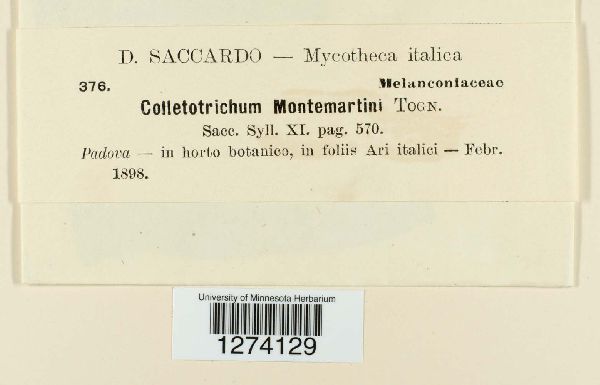 D. SACCARDO — Mycotheca italica
376. Melanconiaceae
Colletotrichum Montemartini TOGN.
Sacc. Syll. XI. pag. 570.
Padova — in horto botanico, in foliis Ari italici — Febr.
1898.
University of Minnesota Herbarium
1274129